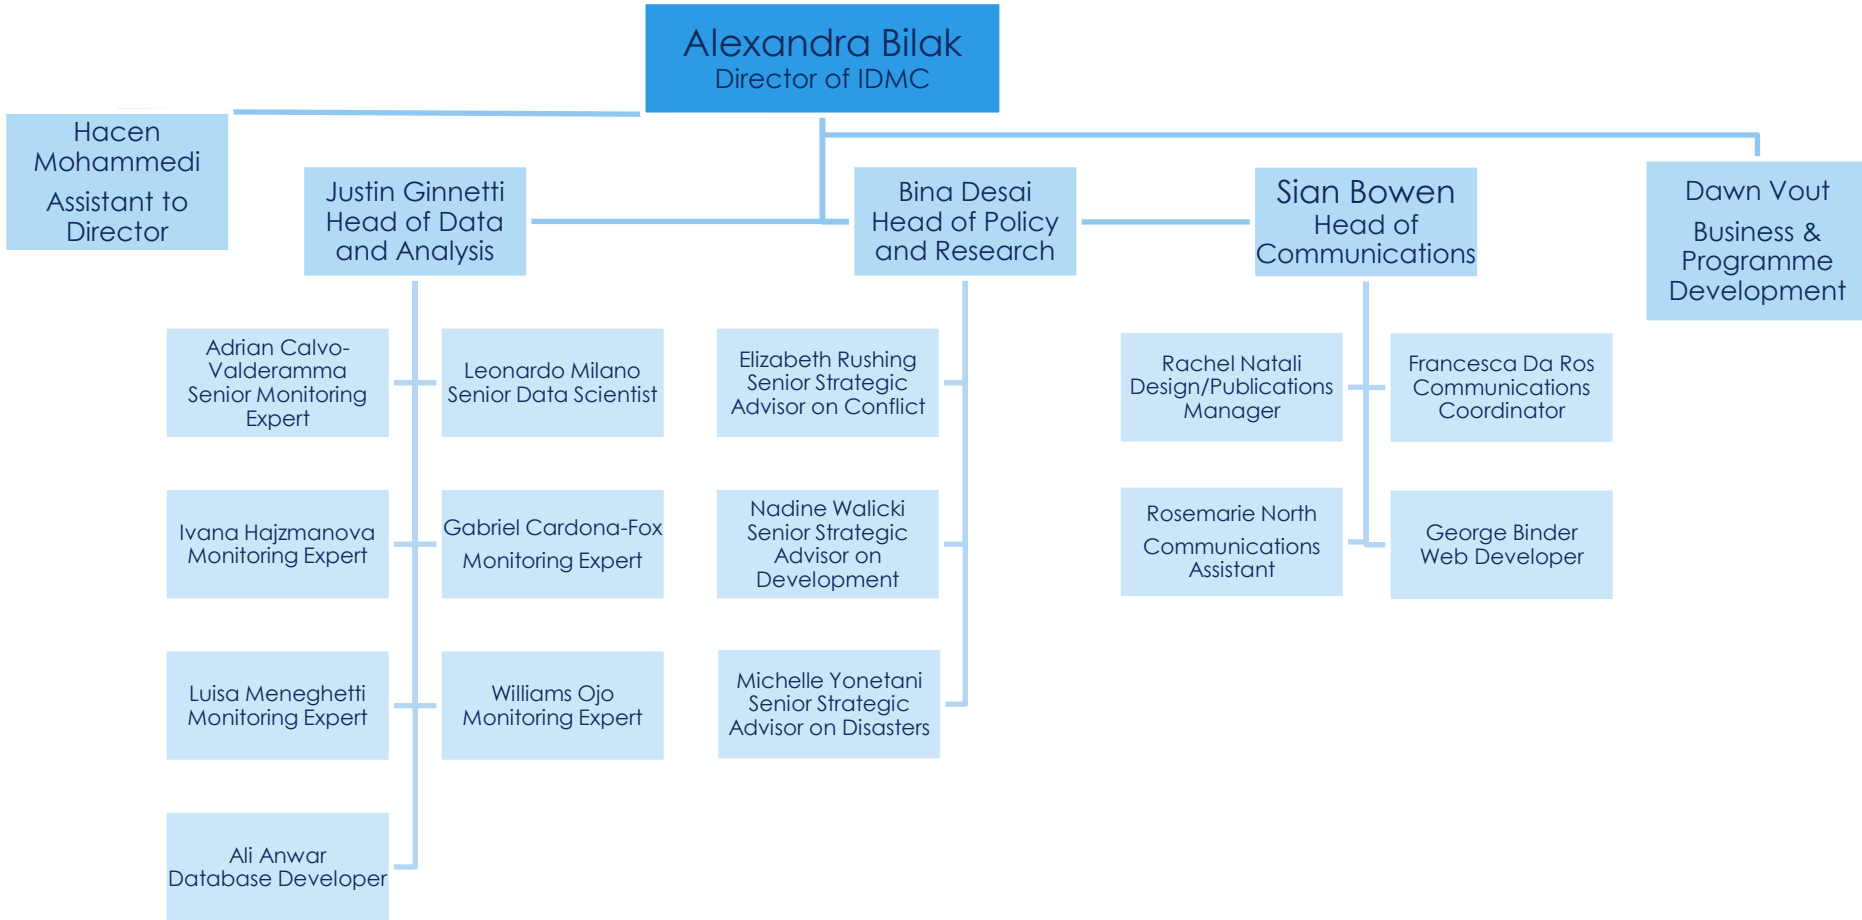 Alexandra Bilak
Director of IDMC
Hacen
Mohammedi
Assistant to
Director
Justin Ginnetti
Head of Data
and Analysis
Bina Desai
Head of Policy
and Research
Sian Bowen
Head of
Communications
Dawn Vout
Business &
Programme
Development
Adrian Calvo-
Valderamma
Senior Monitoring
Expert
Leonardo Milano
Senior Data Scientist
Elizabeth Rushing
Senior Strategic
Advisor on Conflict
Rachel Natali
Design/Publications
Manager
Francesca Da Ros
Communications
Coordinator
Ivana Hajzmanova
Monitoring Expert
Gabriel Cardona-Fox
Monitoring Expert
Nadine Walicki
Senior Strategic
Advisor on
Development
Rosemarie North
Communications
Assistant
George Binder
Web Developer
Luisa Meneghetti
Monitoring Expert
Williams Ojo
Monitoring Expert
Michelle Yonetani
Senior Strategic
Advisor on Disasters
Ali Anwar
Database Developer